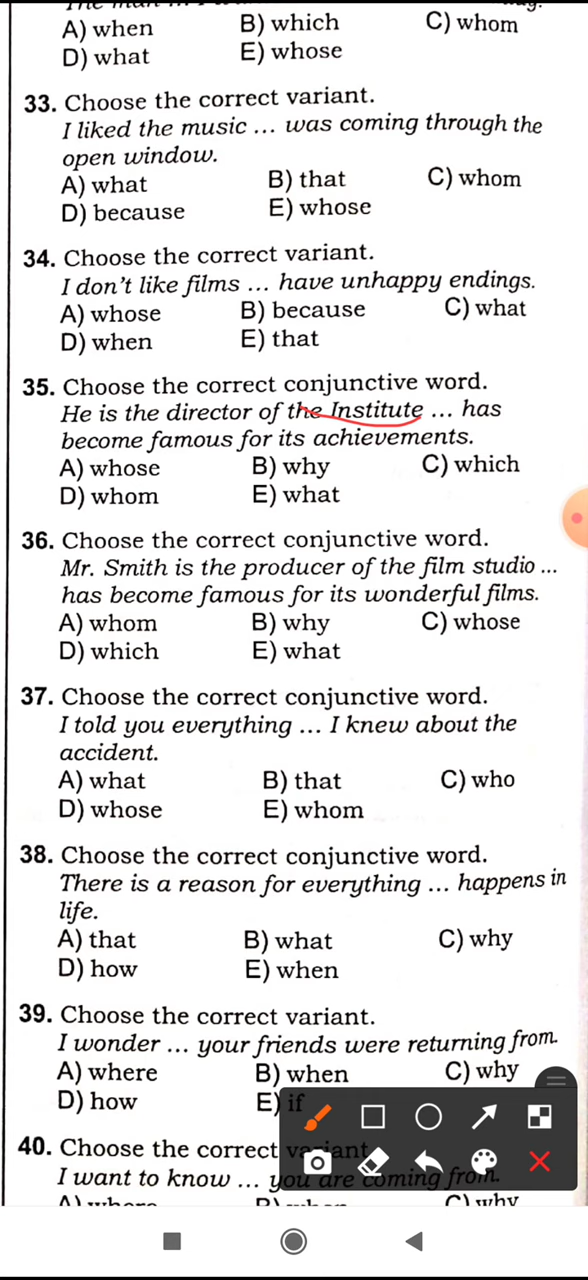 A) when B) which C) whom
D) what E) whose
33. Choose the correct variant.
I liked the music ... was coming through the
open window.
A) what B) that C) whom
D) because E) whose
34. Choose the correct variant.
I don't like films ... have unhappy endings.
A) whose B) because C) what
D) when E) that
35. Choose the correct conjunctive word.
He is the director of the Institute ... has
become famous for its achievements.
A) whose B) why C) which
D) whom E) what
36. Choose the correct conjunctive word.
Mr. Smith is the producer of the film studio ...
has become famous for its wonderful films.
A) whom B) why C) whose
D) which E) what
37. Choose the correct conjunctive word.
I told you everything ... I knew about the
accident.
A) what B) that C) who
D) whose E) whom
38. Choose the correct conjunctive word.
There is a reason for everything ... happens in
life.
A) that B) what C) why
D) how E) when
39. Choose the correct variant.
I wonder ... your friends were returning from.
A) where B) when C) why
D) how E) if
40. Choose the correct variant
I want to know ... you are coming from.
C) why